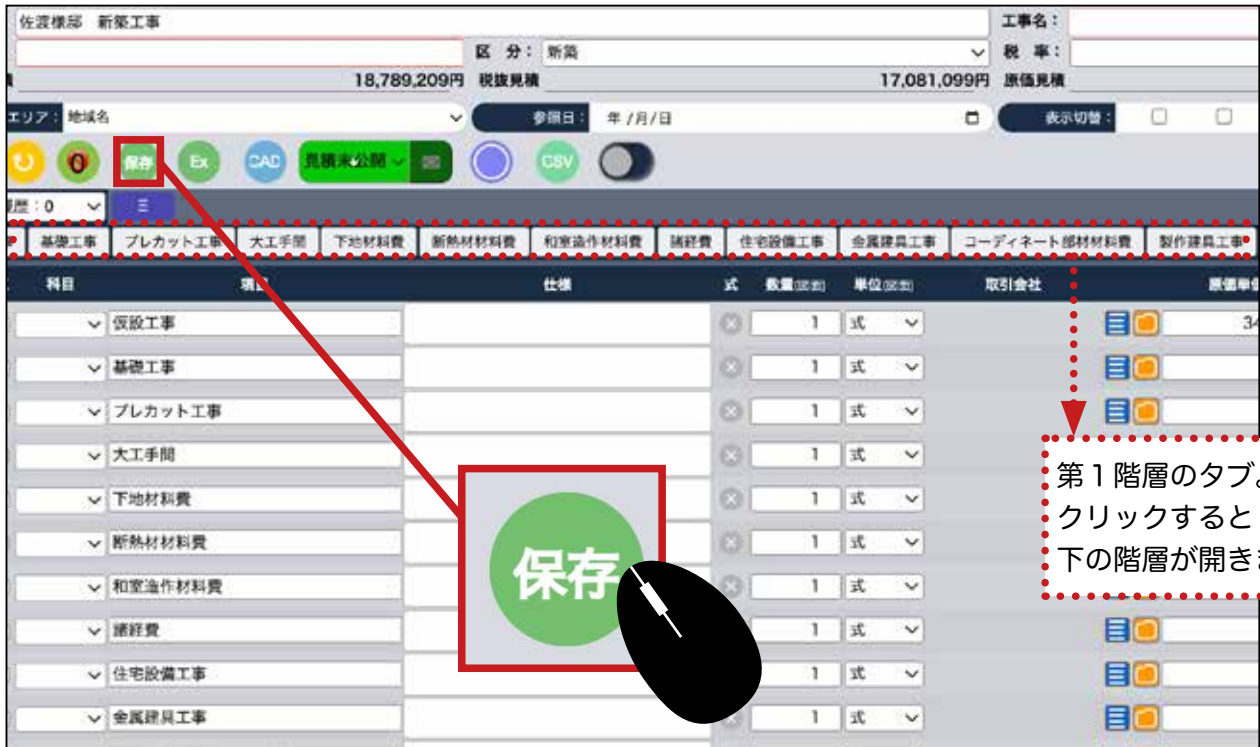 佐渡様邸 新築工事 工事名：
区 分： 新築 税 率：
18,789,209円 税抜見積 17,081,099円 原価見積
エリア： 地域名 参照日： 年 /月/日 表示切替：
0 保存 Ex CAD 見積未公開 CSV
歴：0
基礎工事 プレカット工事 大工手間 下地材料費 断熱材材料費 和室造作材料費 諸経費 住宅設備工事 金属建具工事 コーディネート部材材料費 製作建具工事
科目 項目 仕様 式 数量 単位 取引会社 原価単価
仮設工事 1 式 34
基礎工事 1 式
プレカット工事 1 式
大工手間 1 式
下地材料費 1 式
断熱材材料費 1 式
和室造作材料費 1 式
諸経費 1 式
住宅設備工事 1 式
金属建具工事 1 式
保存
第１階層のタブ。
クリックすると
下の階層が開きま